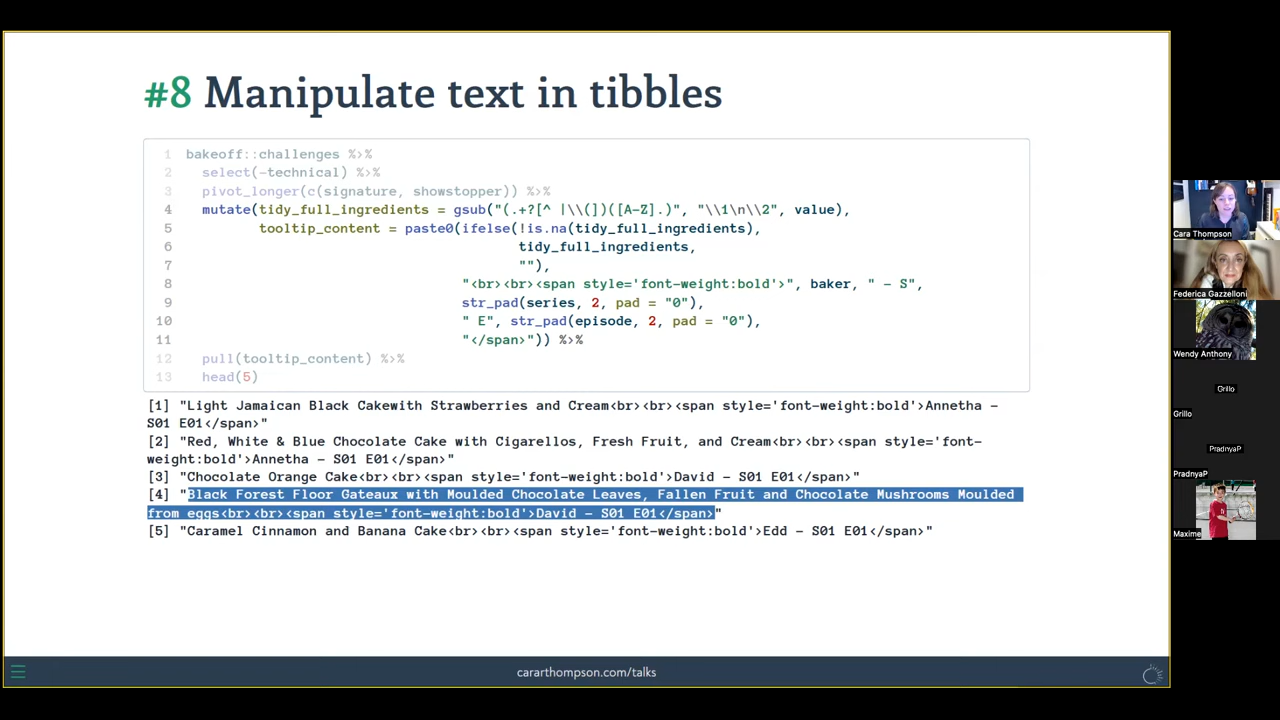 #8 Manipulate text in tibbles
1 bakeoff::challenges %>%
2 select(-technical) %>%
3 pivot_longer(c(signature, showstopper)) %>%
4 mutate(tidy_full_ingredients = gsub("(.+?[^ |\\(])([A-Z].)", "\\1\n\\2", value),
5 tooltip_content = paste0(ifelse(!is.na(tidy_full_ingredients),
6 tidy_full_ingredients,
7 ""),
8 "<br><br><span style='font-weight:bold'>", baker, " - S",
9 str_pad(series, 2, pad = "0"),
10 " E", str_pad(episode, 2, pad = "0"),
11 "</span>")) %>%
12 pull(tooltip_content) %>%
13 head(5)
[1] "Light Jamaican Black Cakewith Strawberries and Cream<br><br><span style='font-weight:bold'>Annetha -
S01 E01</span>"
[2] "Red, White & Blue Chocolate Cake with Cigarellos, Fresh Fruit, and Cream<br><br><span style='font-
weight:bold'>Annetha - S01 E01</span>"
[3] "Chocolate Orange Cake<br><br><span style='font-weight:bold'>David - S01 E01</span>"
[4] "Black Forest Floor Gateaux with Moulded Chocolate Leaves, Fallen Fruit and Chocolate Mushrooms Moulded
from eggs<br><br><span style='font-weight:bold'>David - S01 E01</span>"
[5] "Caramel Cinnamon and Banana Cake<br><br><span style='font-weight:bold'>Edd - S01 E01</span>"
cararthompson.com/talks
Cara Thompson
Federica Gazzelloni
Wendy Anthony
Grillo
Grillo
PradnyaP
PradnyaP
Maxime